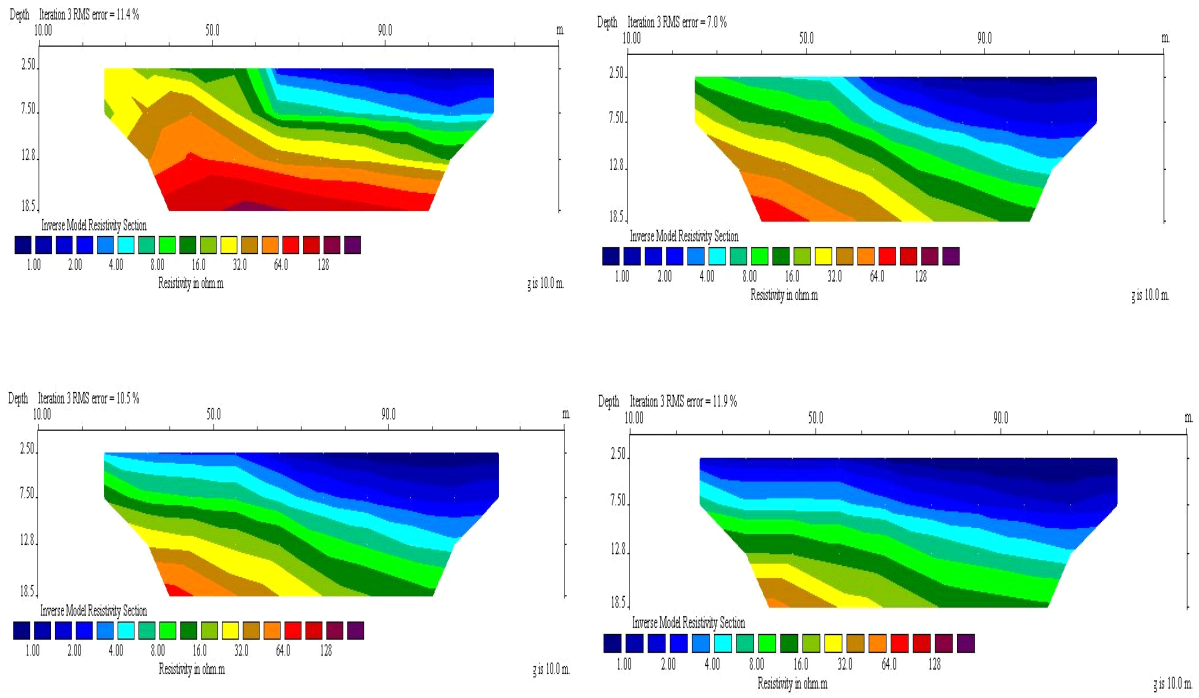 Depth Iteration 3 RMS error = 11.4 %
10.00 50.0 90.0 m.
2.50
7.50
12.8
18.5
Inverse Model Resistivity Section
1.00 2.00 4.00 8.00 16.0 32.0 64.0 128
Resistivity in ohm.m
g is 10.0 m.
Depth Iteration 3 RMS error = 7.0 %
10.00 50.0 90.0 m.
2.50
7.50
12.8
18.5
Inverse Model Resistivity Section
1.00 2.00 4.00 8.00 16.0 32.0 64.0 128
Resistivity in ohm.m
g is 10.0 m.
Depth Iteration 3 RMS error = 10.5 %
10.00 50.0 90.0 m.
2.50
7.50
12.8
18.5
Inverse Model Resistivity Section
1.00 2.00 4.00 8.00 16.0 32.0 64.0 128
Resistivity in ohm.m
g is 10.0 m.
Depth Iteration 3 RMS error = 11.9 %
10.00 50.0 90.0 m.
2.50
7.50
12.8
18.5
Inverse Model Resistivity Section
1.00 2.00 4.00 8.00 16.0 32.0 64.0 128
Resistivity in ohm.m
g is 10.0 m.